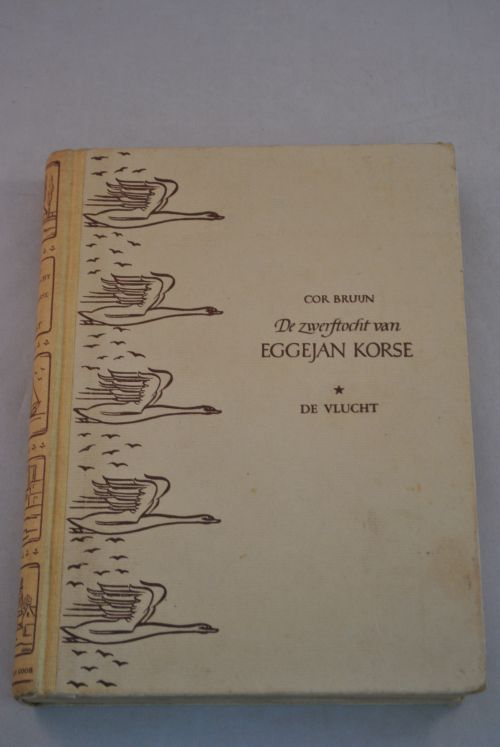 COR BRUIJN
De zwerftocht van
EGGEJAN KORSE
★
DE VLUCHT